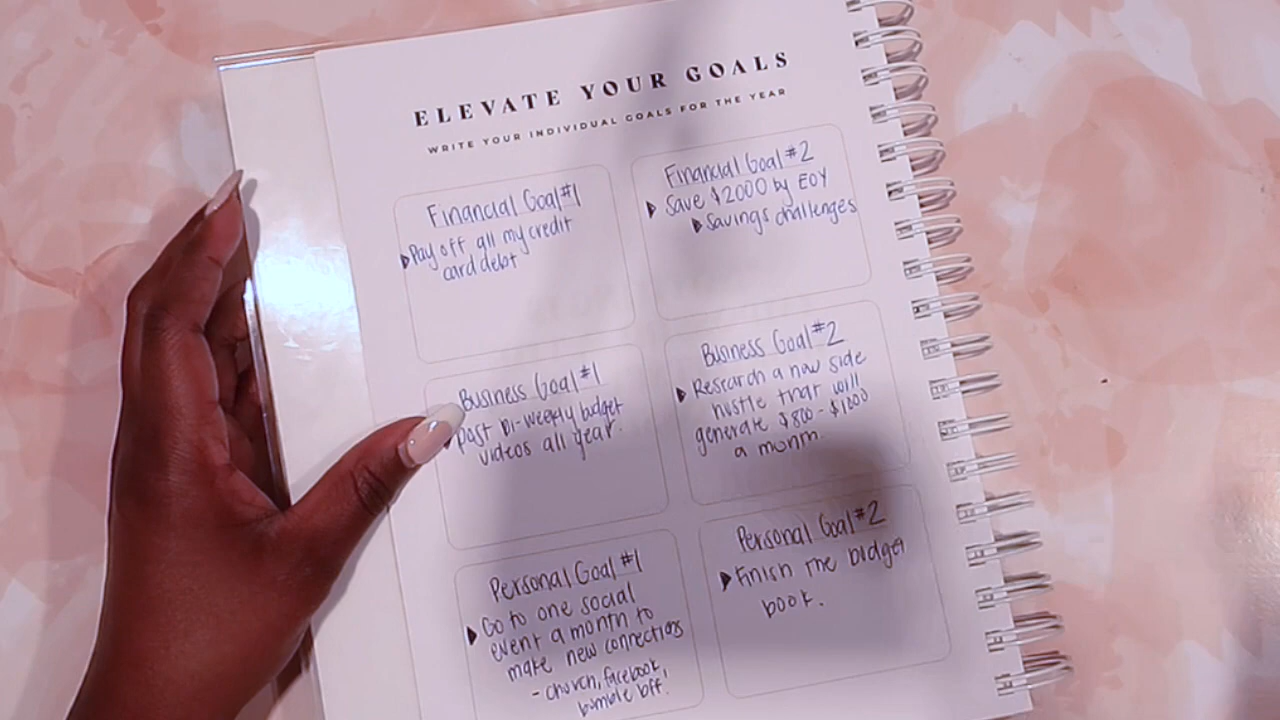 ELEVATE YOUR GOALS
WRITE YOUR INDIVIDUAL GOALS FOR THE YEAR
Financial Goal #1
Pay off all my credit
card debt
Financial Goal #2
Save $2000 by EOY
Savings challenges
Business Goal #1
Post bi-weekly budget
videos all year.
Business Goal #2
Research a new side
hustle that will
generate $800 - $1000
a month.
Personal Goal #1
Go to one social
event a month to
make new connections
- church, facebook,
bumble bff!
Personal Goal #2
Finish the budget
book.